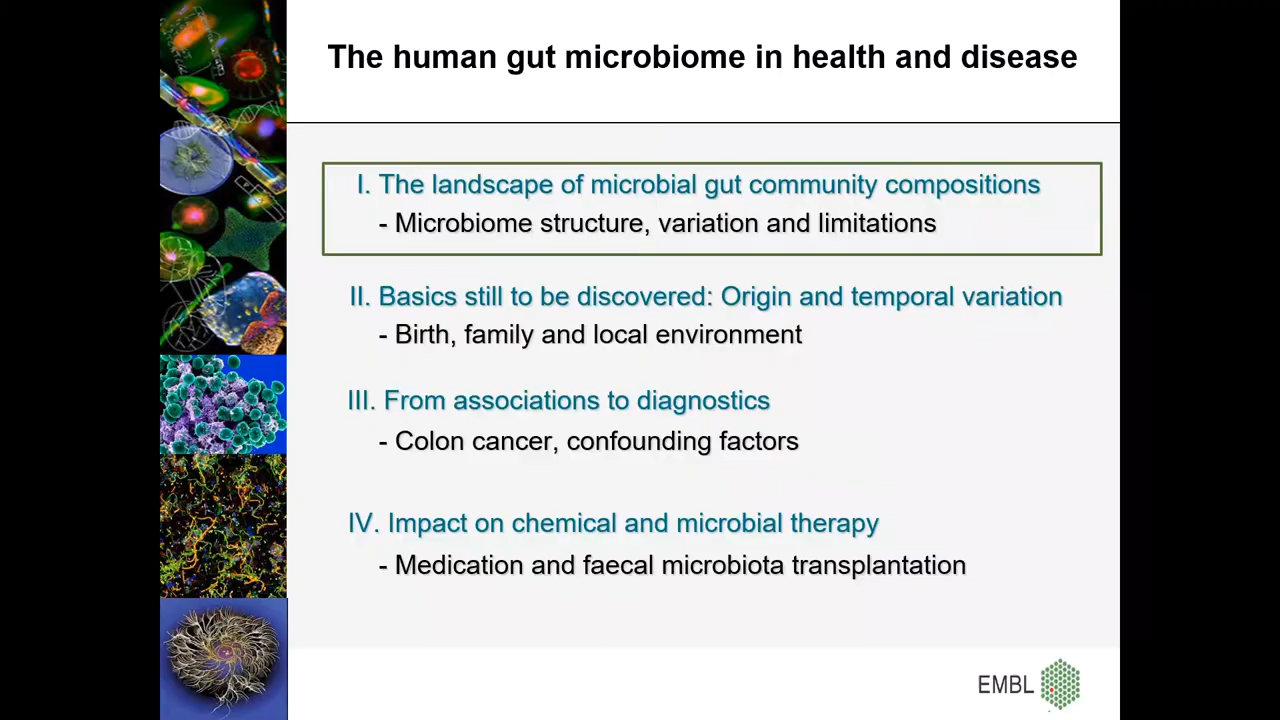 The human gut microbiome in health and disease
I. The landscape of microbial gut community compositions
- Microbiome structure, variation and limitations
II. Basics still to be discovered: Origin and temporal variation
- Birth, family and local environment
III. From associations to diagnostics
- Colon cancer, confounding factors
IV. Impact on chemical and microbial therapy
- Medication and faecal microbiota transplantation
EMBL